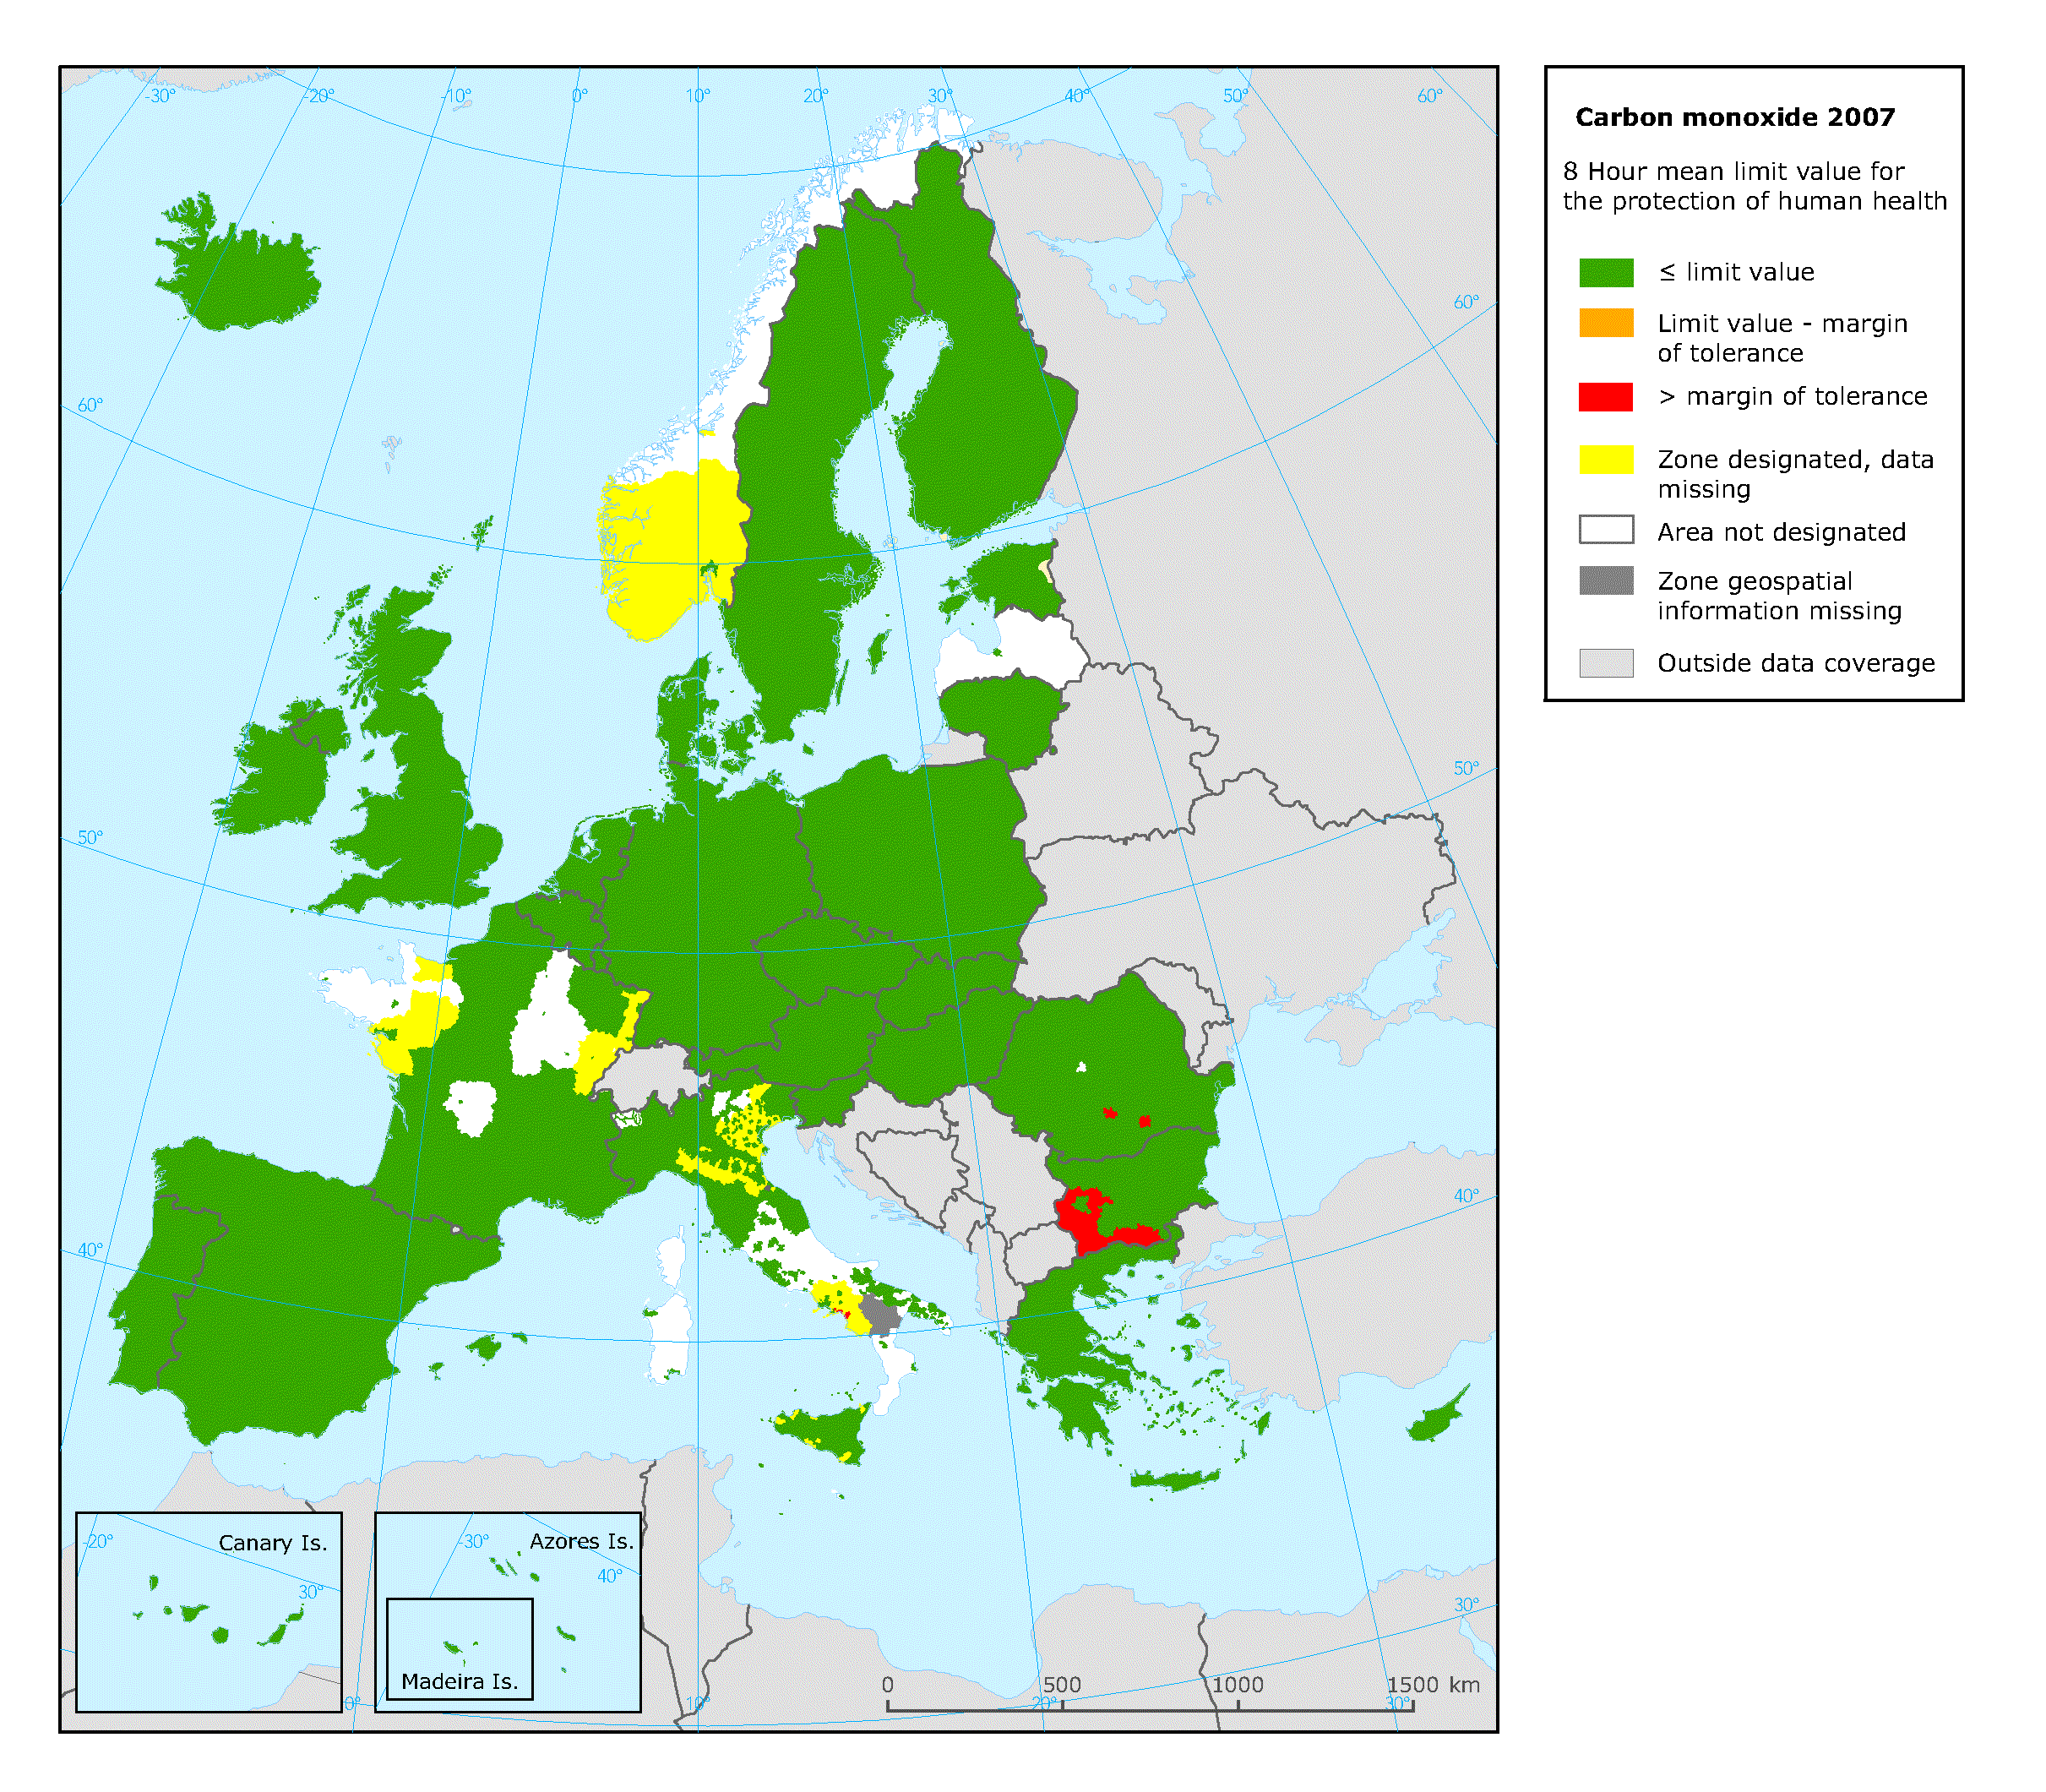 -30°
-20°
-10°
0°
10°
20°
30°
40°
50°
60°
60°
60°
50°
50°
40°
40°
30°
Canary Is.
-20°
30°
Azores Is.
-30°
40°
Madeira Is.
0°
10°
20°
30°
0 500 1000 1500 km
Carbon monoxide 2007
8 Hour mean limit value for
the protection of human health
≤ limit value
Limit value - margin
of tolerance
> margin of tolerance
Zone designated, data
missing
Area not designated
Zone geospatial
information missing
Outside data coverage